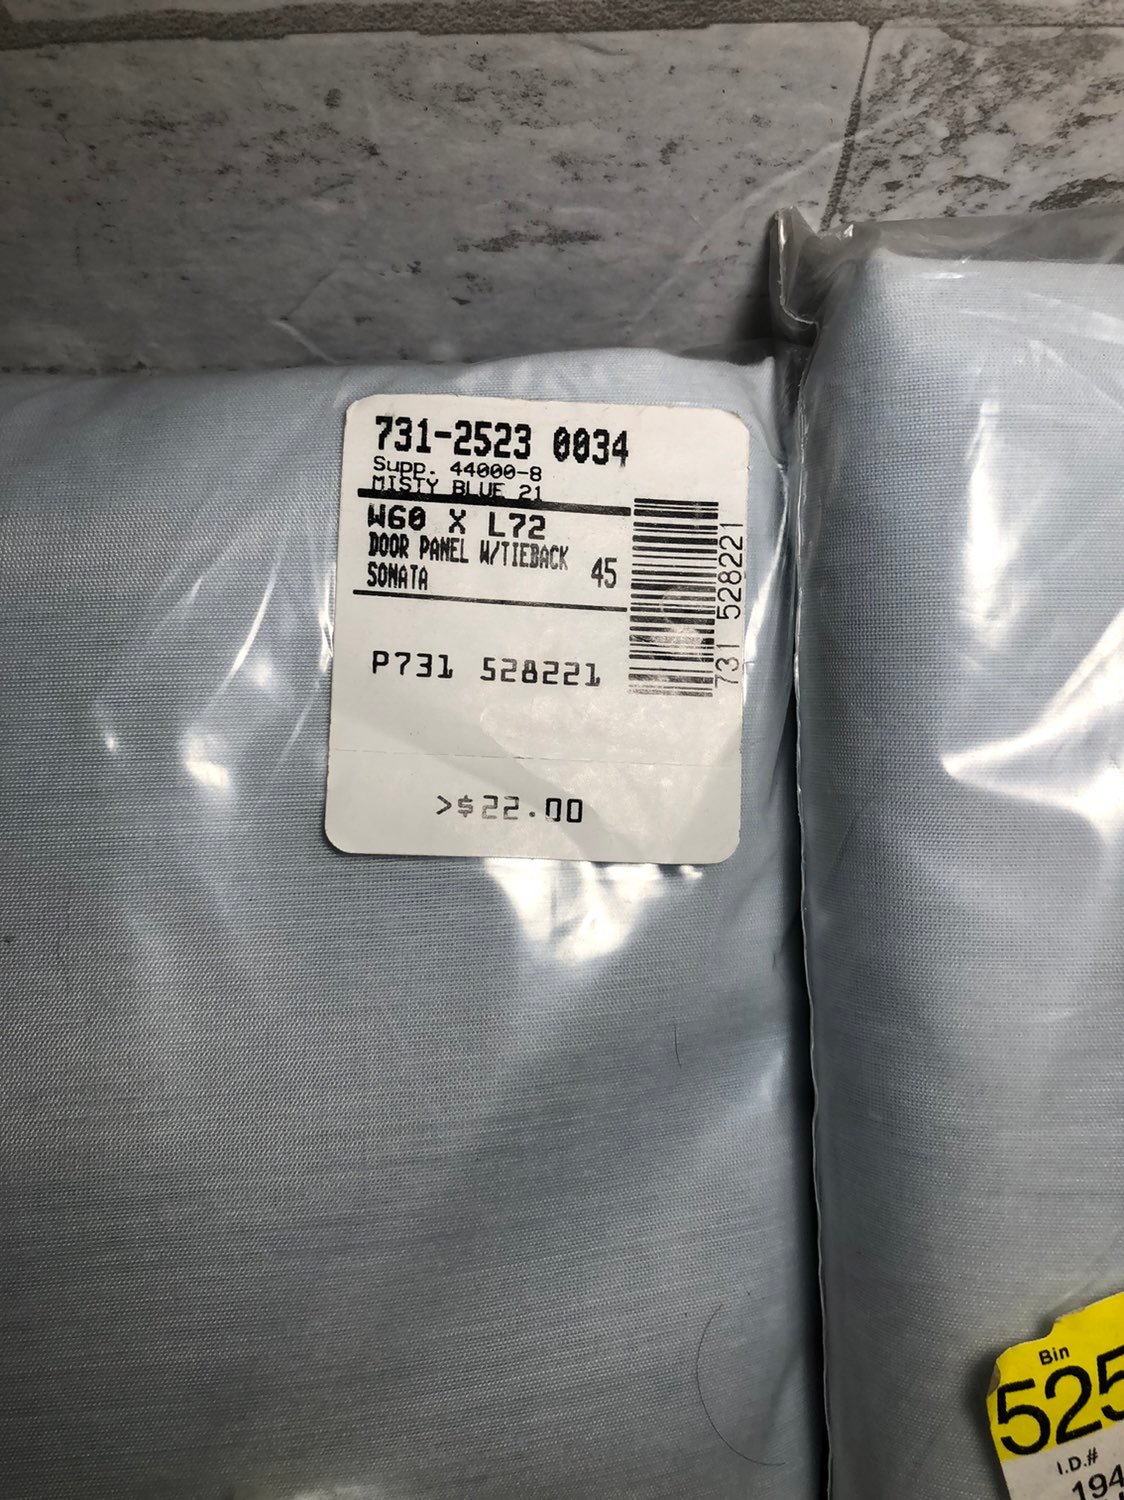 731-2523 0034
Supp. 44000-8
MISTY BLUE 21
W60 X L72
DOOR PANEL W/TIEBACK
SONATA 45
731 528221
P731 528221
>$22.00
Bin
525
I.D.#
194